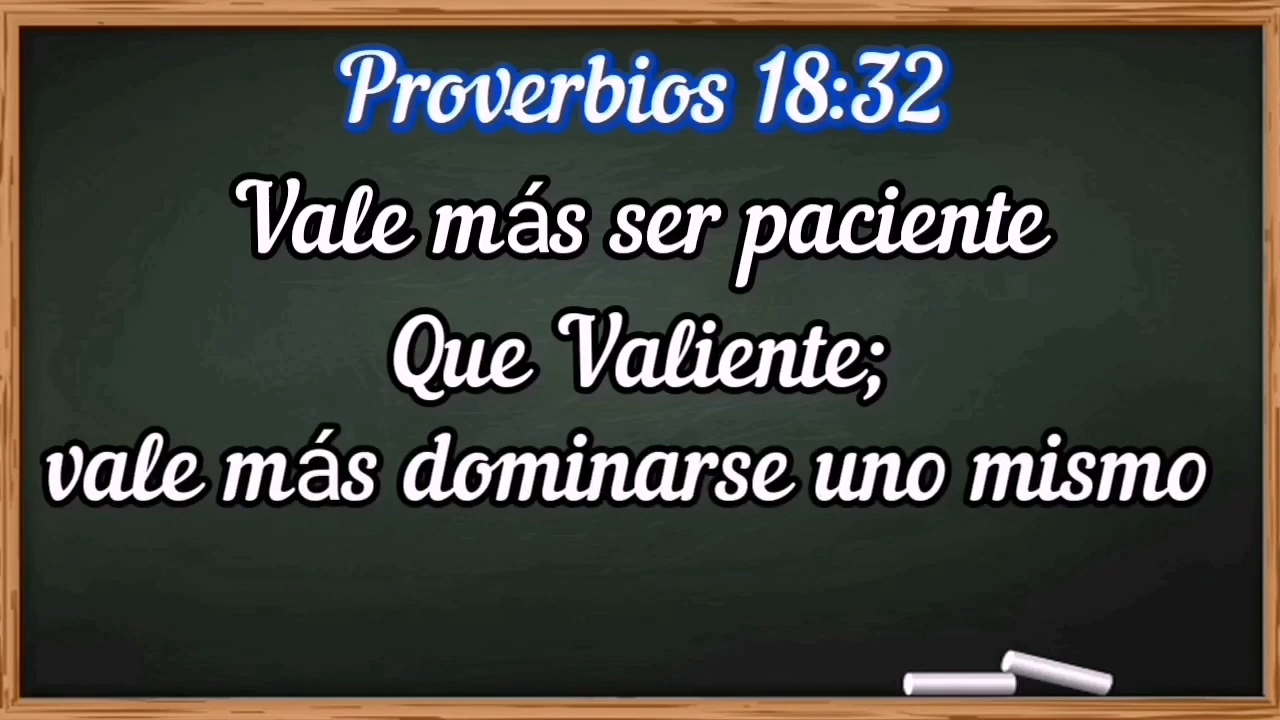 Proverbios 18:32
Vale más ser paciente
Que Valiente;
vale más dominarse uno mismo